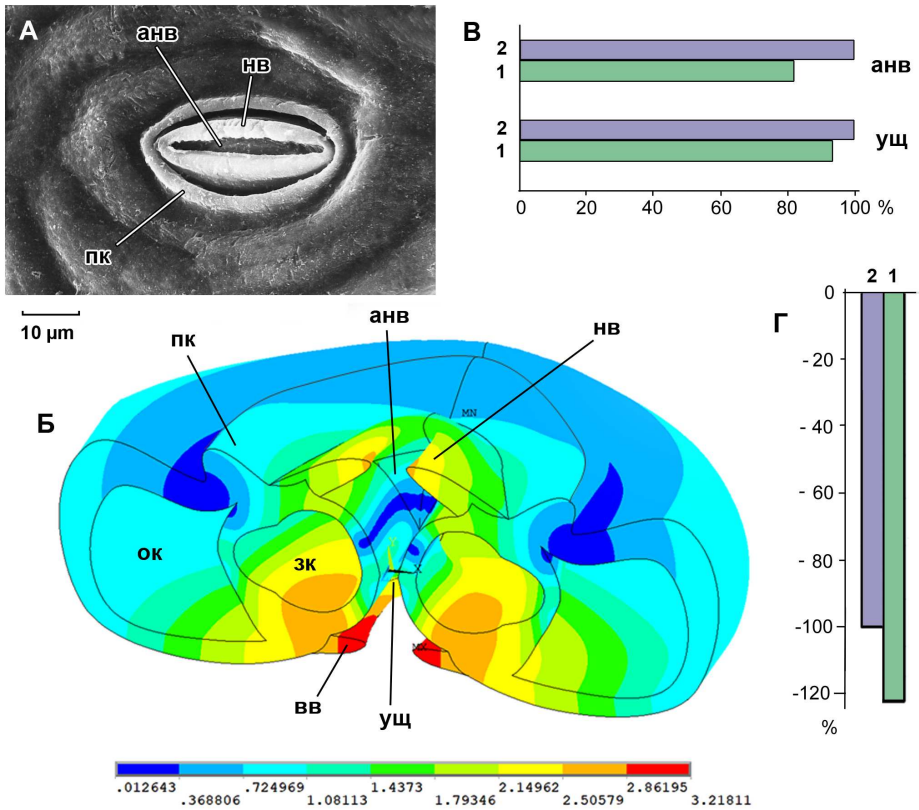 А
анв
нв
пк
10 µm
В
2
1
анв
2
1
ущ
0 20 40 60 80 100 %
Б
пк
анв
нв
MN
ок
зк
Y
X
MX
вв
ущ
.012643 .724969 1.4373 2.14962 2.86195
.368806 1.08113 1.79346 2.50579 3.21811
Г
2 1
0
- 20
- 40
- 60
- 80
-100
-120
%